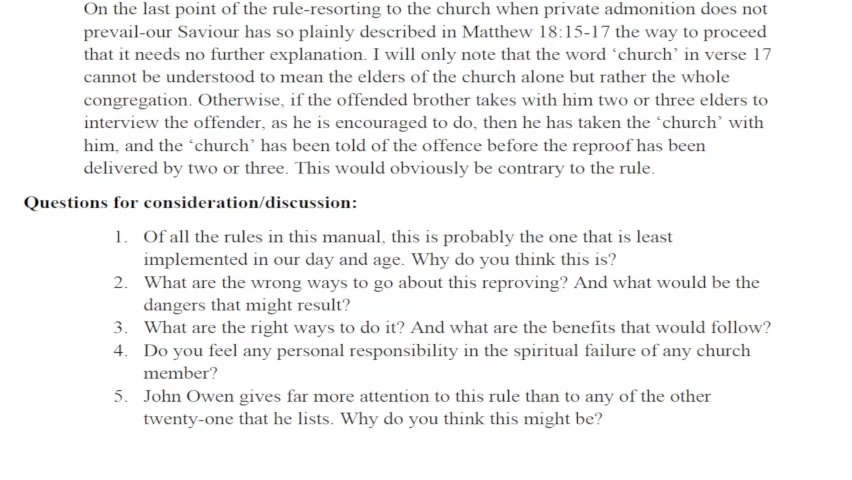 On the last point of the rule-resorting to the church when private admonition does not
prevail-our Saviour has so plainly described in Matthew 18:15-17 the way to proceed
that it needs no further explanation. I will only note that the word ‘church’ in verse 17
cannot be understood to mean the elders of the church alone but rather the whole
congregation. Otherwise, if the offended brother takes with him two or three elders to
interview the offender, as he is encouraged to do, then he has taken the ‘church’ with
him, and the ‘church’ has been told of the offence before the reproof has been
delivered by two or three. This would obviously be contrary to the rule.
Questions for consideration/discussion:
1. Of all the rules in this manual, this is probably the one that is least
implemented in our day and age. Why do you think this is?
2. What are the wrong ways to go about this reproving? And what would be the
dangers that might result?
3. What are the right ways to do it? And what are the benefits that would follow?
4. Do you feel any personal responsibility in the spiritual failure of any church
member?
5. John Owen gives far more attention to this rule than to any of the other
twenty-one that he lists. Why do you think this might be?